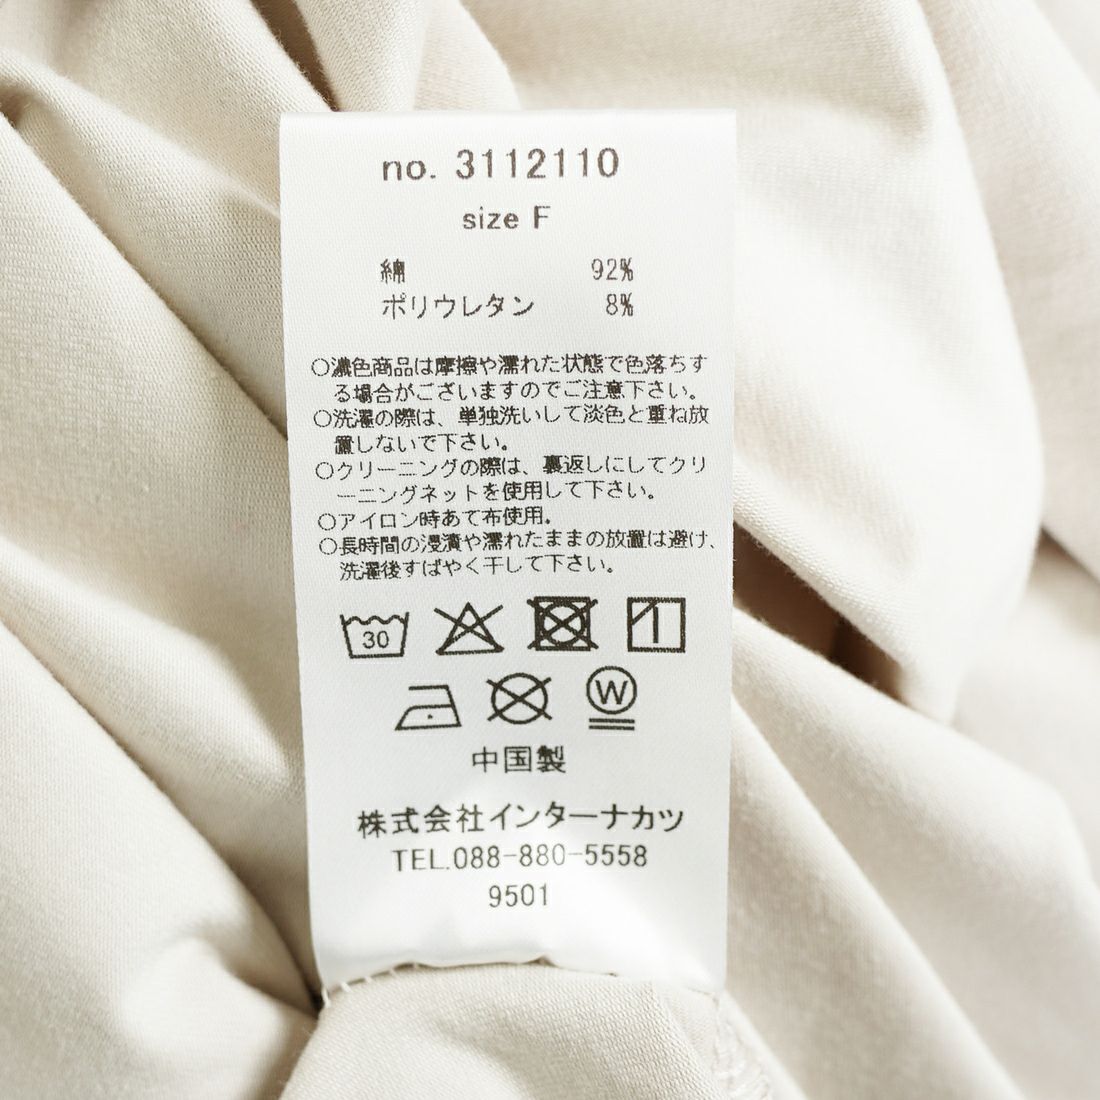 no. 3112110
size F
綿 92%
ポリウレタン 8%
○濃色商品は摩擦や濡れた状態で色落ちす
る場合がございますのでご注意下さい。
○洗濯の際は、単独洗いして淡色と重ね放
置しないで下さい。
○クリーニングの際は、裏返しにしてクリ
ーニングネットを使用して下さい。
○アイロン時あて布使用。
○長時間の浸漬や濡れたままの放置は避け、
洗濯後すばやく干して下さい。
30
W
中国製
株式会社インターナカツ
TEL.088-880-5558
9501